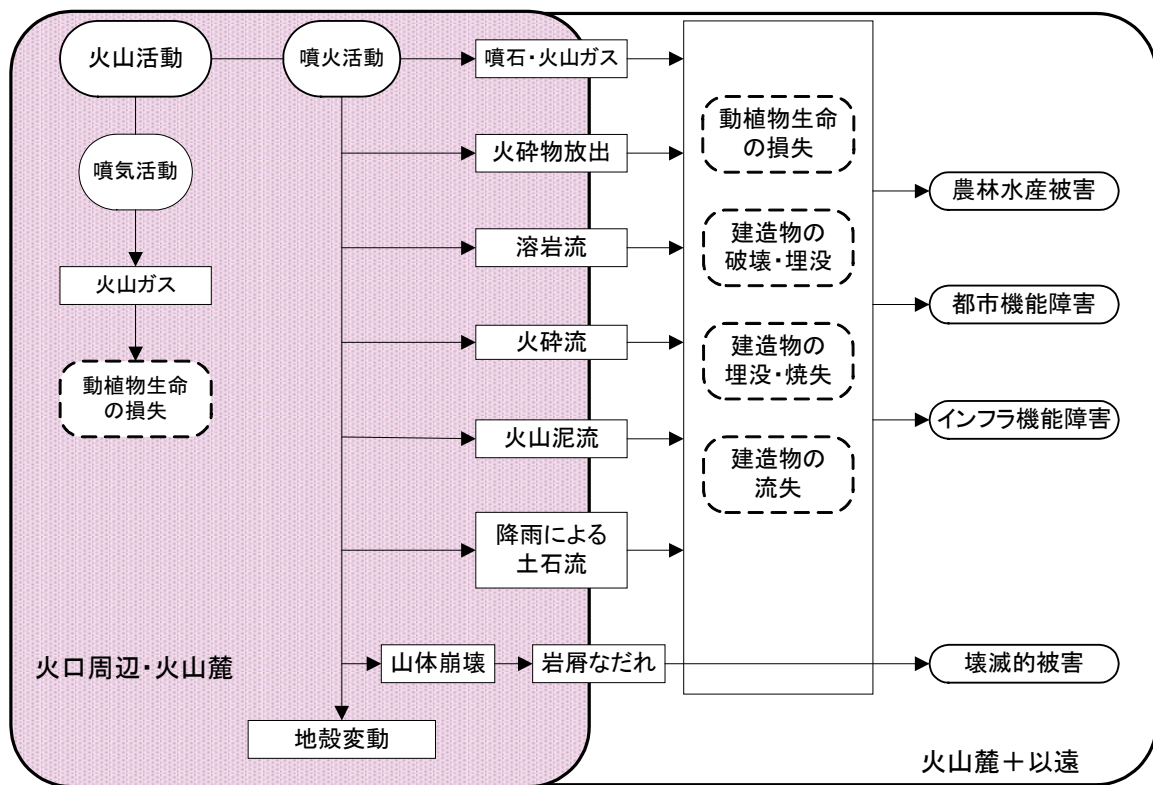 火山活動
噴火活動
噴石・火山ガス
噴気活動
火砕物放出
動植物生命
の損失
農林水産被害
溶岩流
建造物の
破壊・埋没
火山ガス
都市機能障害
火砕流
建造物の
埋没・焼失
動植物生命
の損失
インフラ機能障害
火山泥流
建造物の
流失
降雨による
土石流
火口周辺・火山麓
山体崩壊
岩屑なだれ
壊滅的被害
地殻変動
火山麓＋以遠